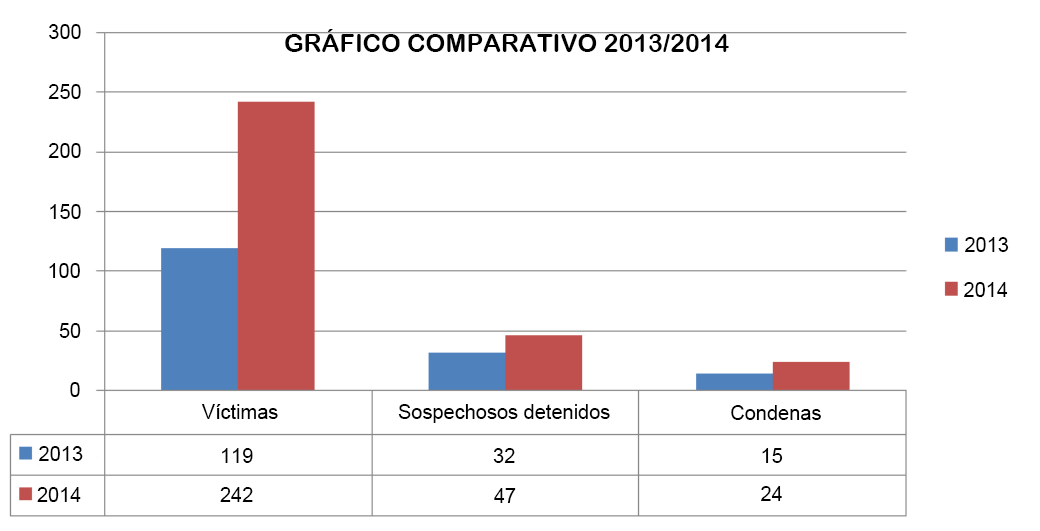 300
GRÁFICO COMPARATIVO 2013/2014
250
200
150
100
50
0
2013
2014
Víctimas Sospechosos detenidos Condenas
2013 119 32 15
2014 242 47 24